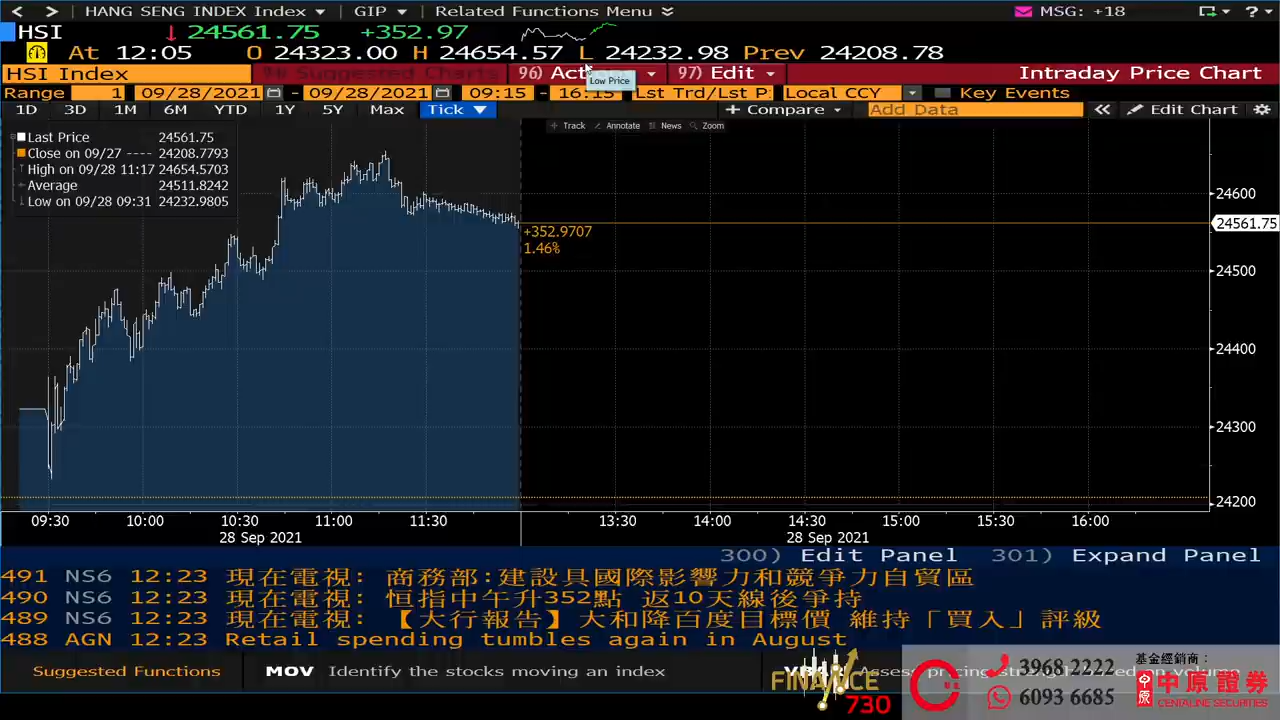 < > HANG SENG INDEX Index GIP Related Functions Menu MSG: +18 ?
HSI 24561.75 +352.97
At 12:05 O 24323.00 H 24654.57 L 24232.98 Prev 24208.78
HSI Index Suggested Charts 96) Act 97) Edit Intraday Price Chart
Low Price
Range 1 09/28/2021 - 09/28/2021 09:15 - 16:15 Lst Trd/Lst P Local CCY Key Events
1D 3D 1M 6M YTD 1Y 5Y Max Tick + Compare Add Data « Edit Chart
Track Annotate News Zoom
Last Price 24561.75
Close on 09/27 ---- 24208.7793
High on 09/28 11:17 24654.5703
Average 24511.8242
Low on 09/28 09:31 24232.9805
24600
24561.75
+352.9707
1.46%
24500
24400
24300
24200
09:30 10:00 10:30 11:00 11:30 13:30 14:00 14:30 15:00 15:30 16:00
28 Sep 2021 28 Sep 2021
300) Edit Panel 301) Expand Panel
491 NS6 12:23 現在電視: 商務部:建設具國際影響力和競爭力自貿區
490 NS6 12:23 現在電視: 恒指中午升352點 返10天線後爭持
489 NS6 12:23 現在電視: 【大行報告】大和降百度目標價 維持「買入」評級
488 AGN 12:23 Retail spending tumbles again in August
Suggested Functions MOV Identify the stocks moving an index
FINANCE 730
3968 2222
6093 6685
基金經銷商：
中原證券
CENTALINE SECURITIES